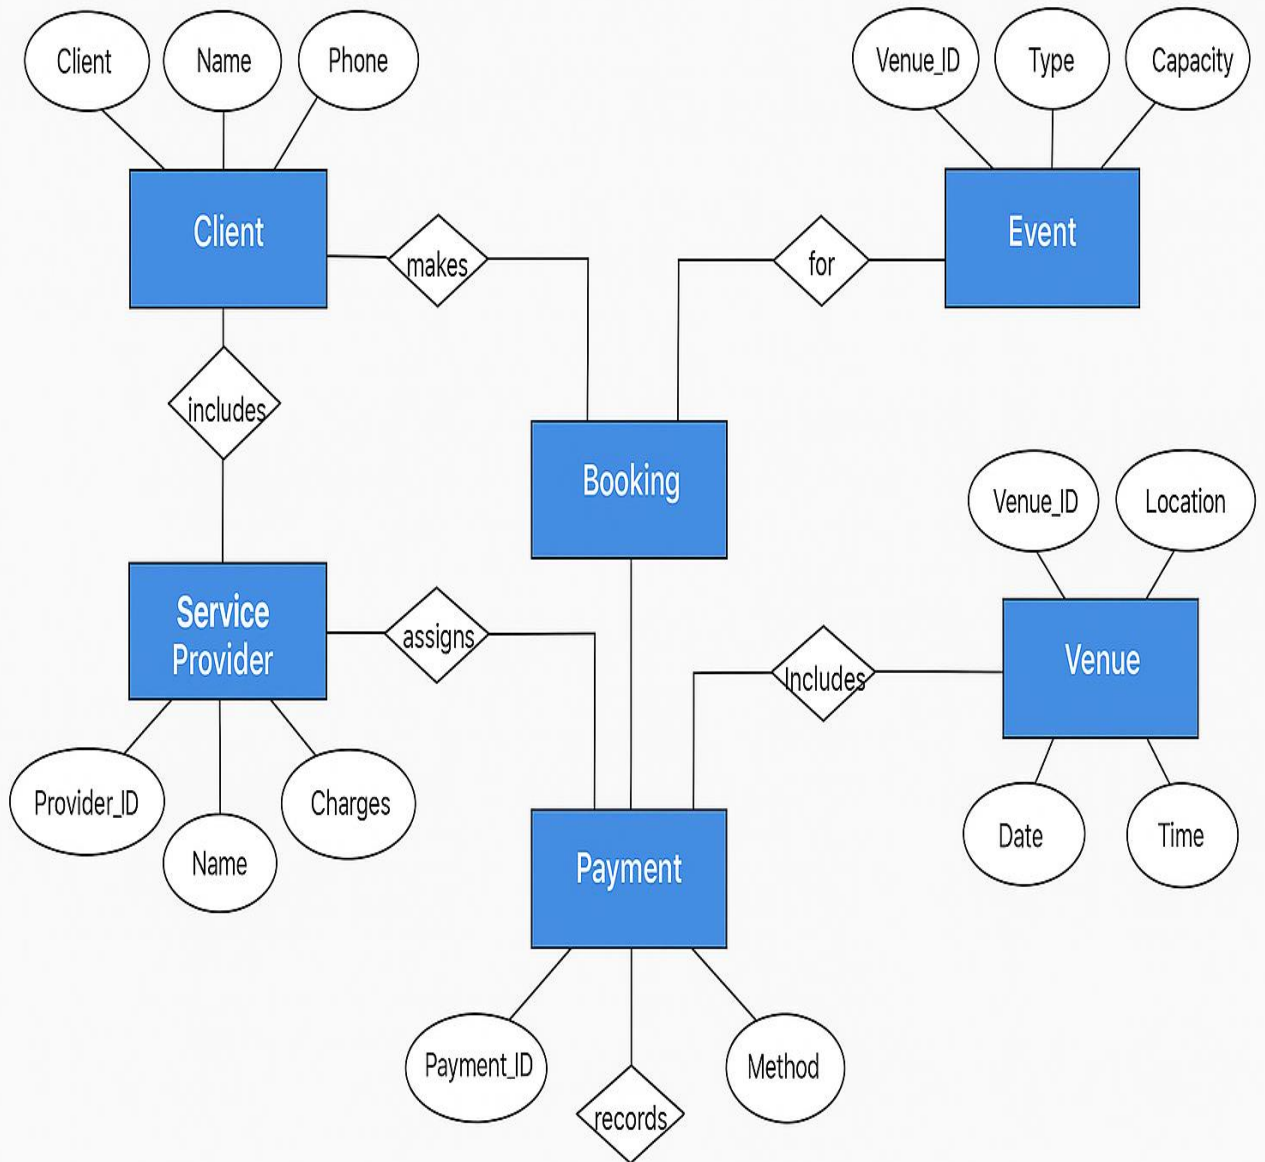 Client
Name
Phone
Venue_ID
Type
Capacity
Client
Event
makes
for
includes
Booking
Venue_ID
Location
Service
Provider
assigns
Includes
Venue
Provider_ID
Name
Charges
Payment
Date
Time
Payment_ID
Method
records